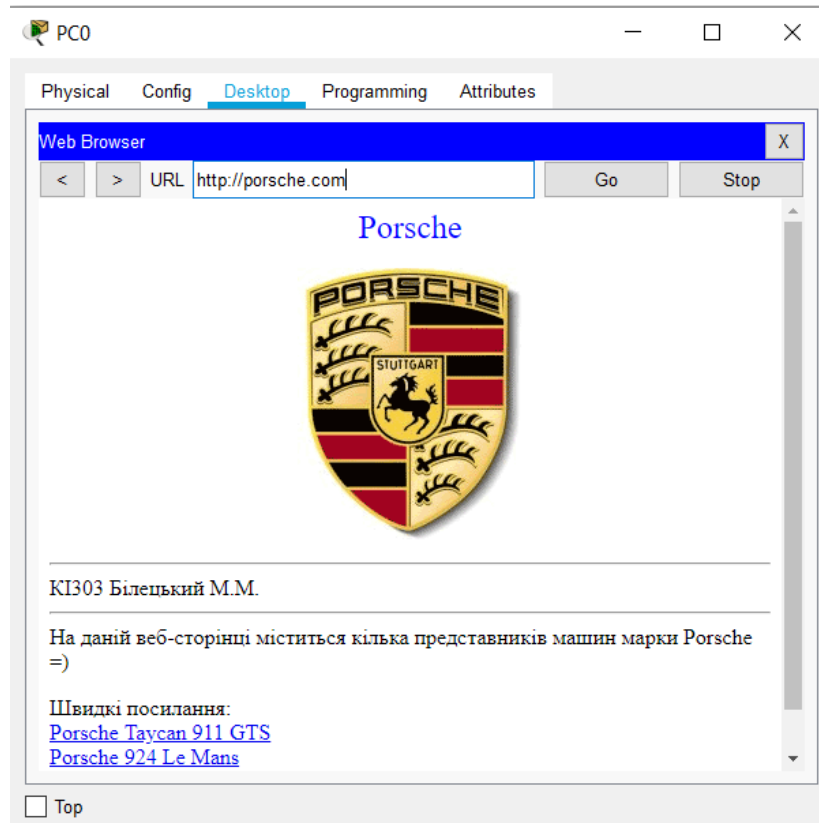 PC0
Physical Config Desktop Programming Attributes
Web Browser X
< > URL http://porsche.com Go Stop
Porsche
PORSCHE
STUTTGART
КІ303 Білецький М.М.
На даній веб-сторінці міститься кілька представників машин марки Porsche
=)
Швидкі посилання:
Porsche Taycan 911 GTS
Porsche 924 Le Mans
Top